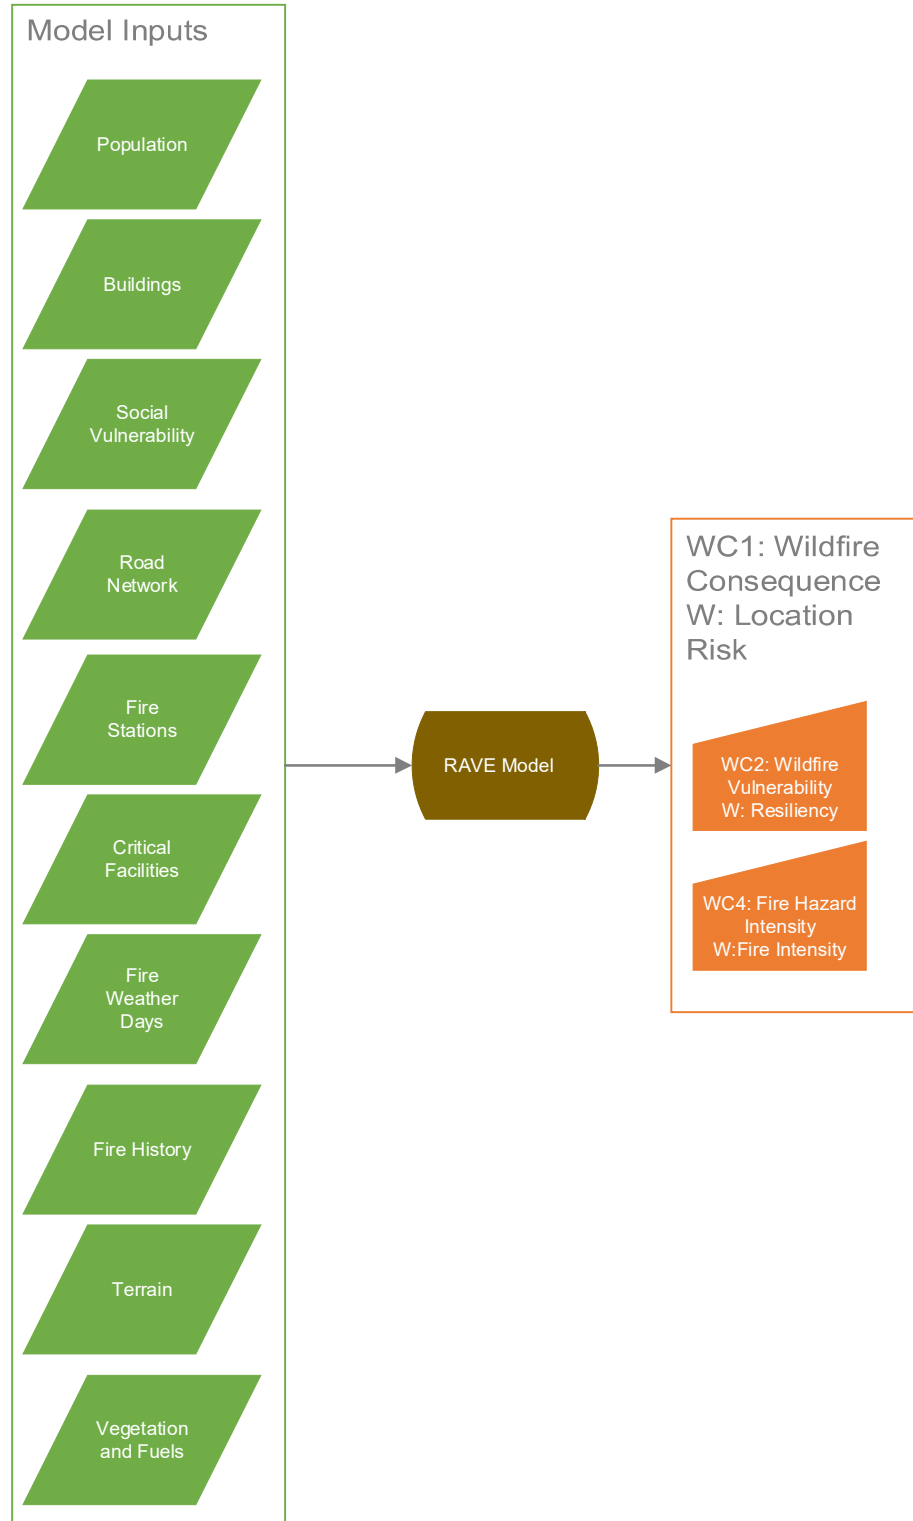 Model Inputs
Population
Buildings
Social
Vulnerability
Road
Network
Fire
Stations
Critical
Facilities
Fire
Weather
Days
Fire History
Terrain
Vegetation
and Fuels
RAVE Model
WC1: Wildfire
Consequence
W: Location
Risk
WC2: Wildfire
Vulnerability
W: Resiliency
WC4: Fire Hazard
Intensity
W:Fire Intensity